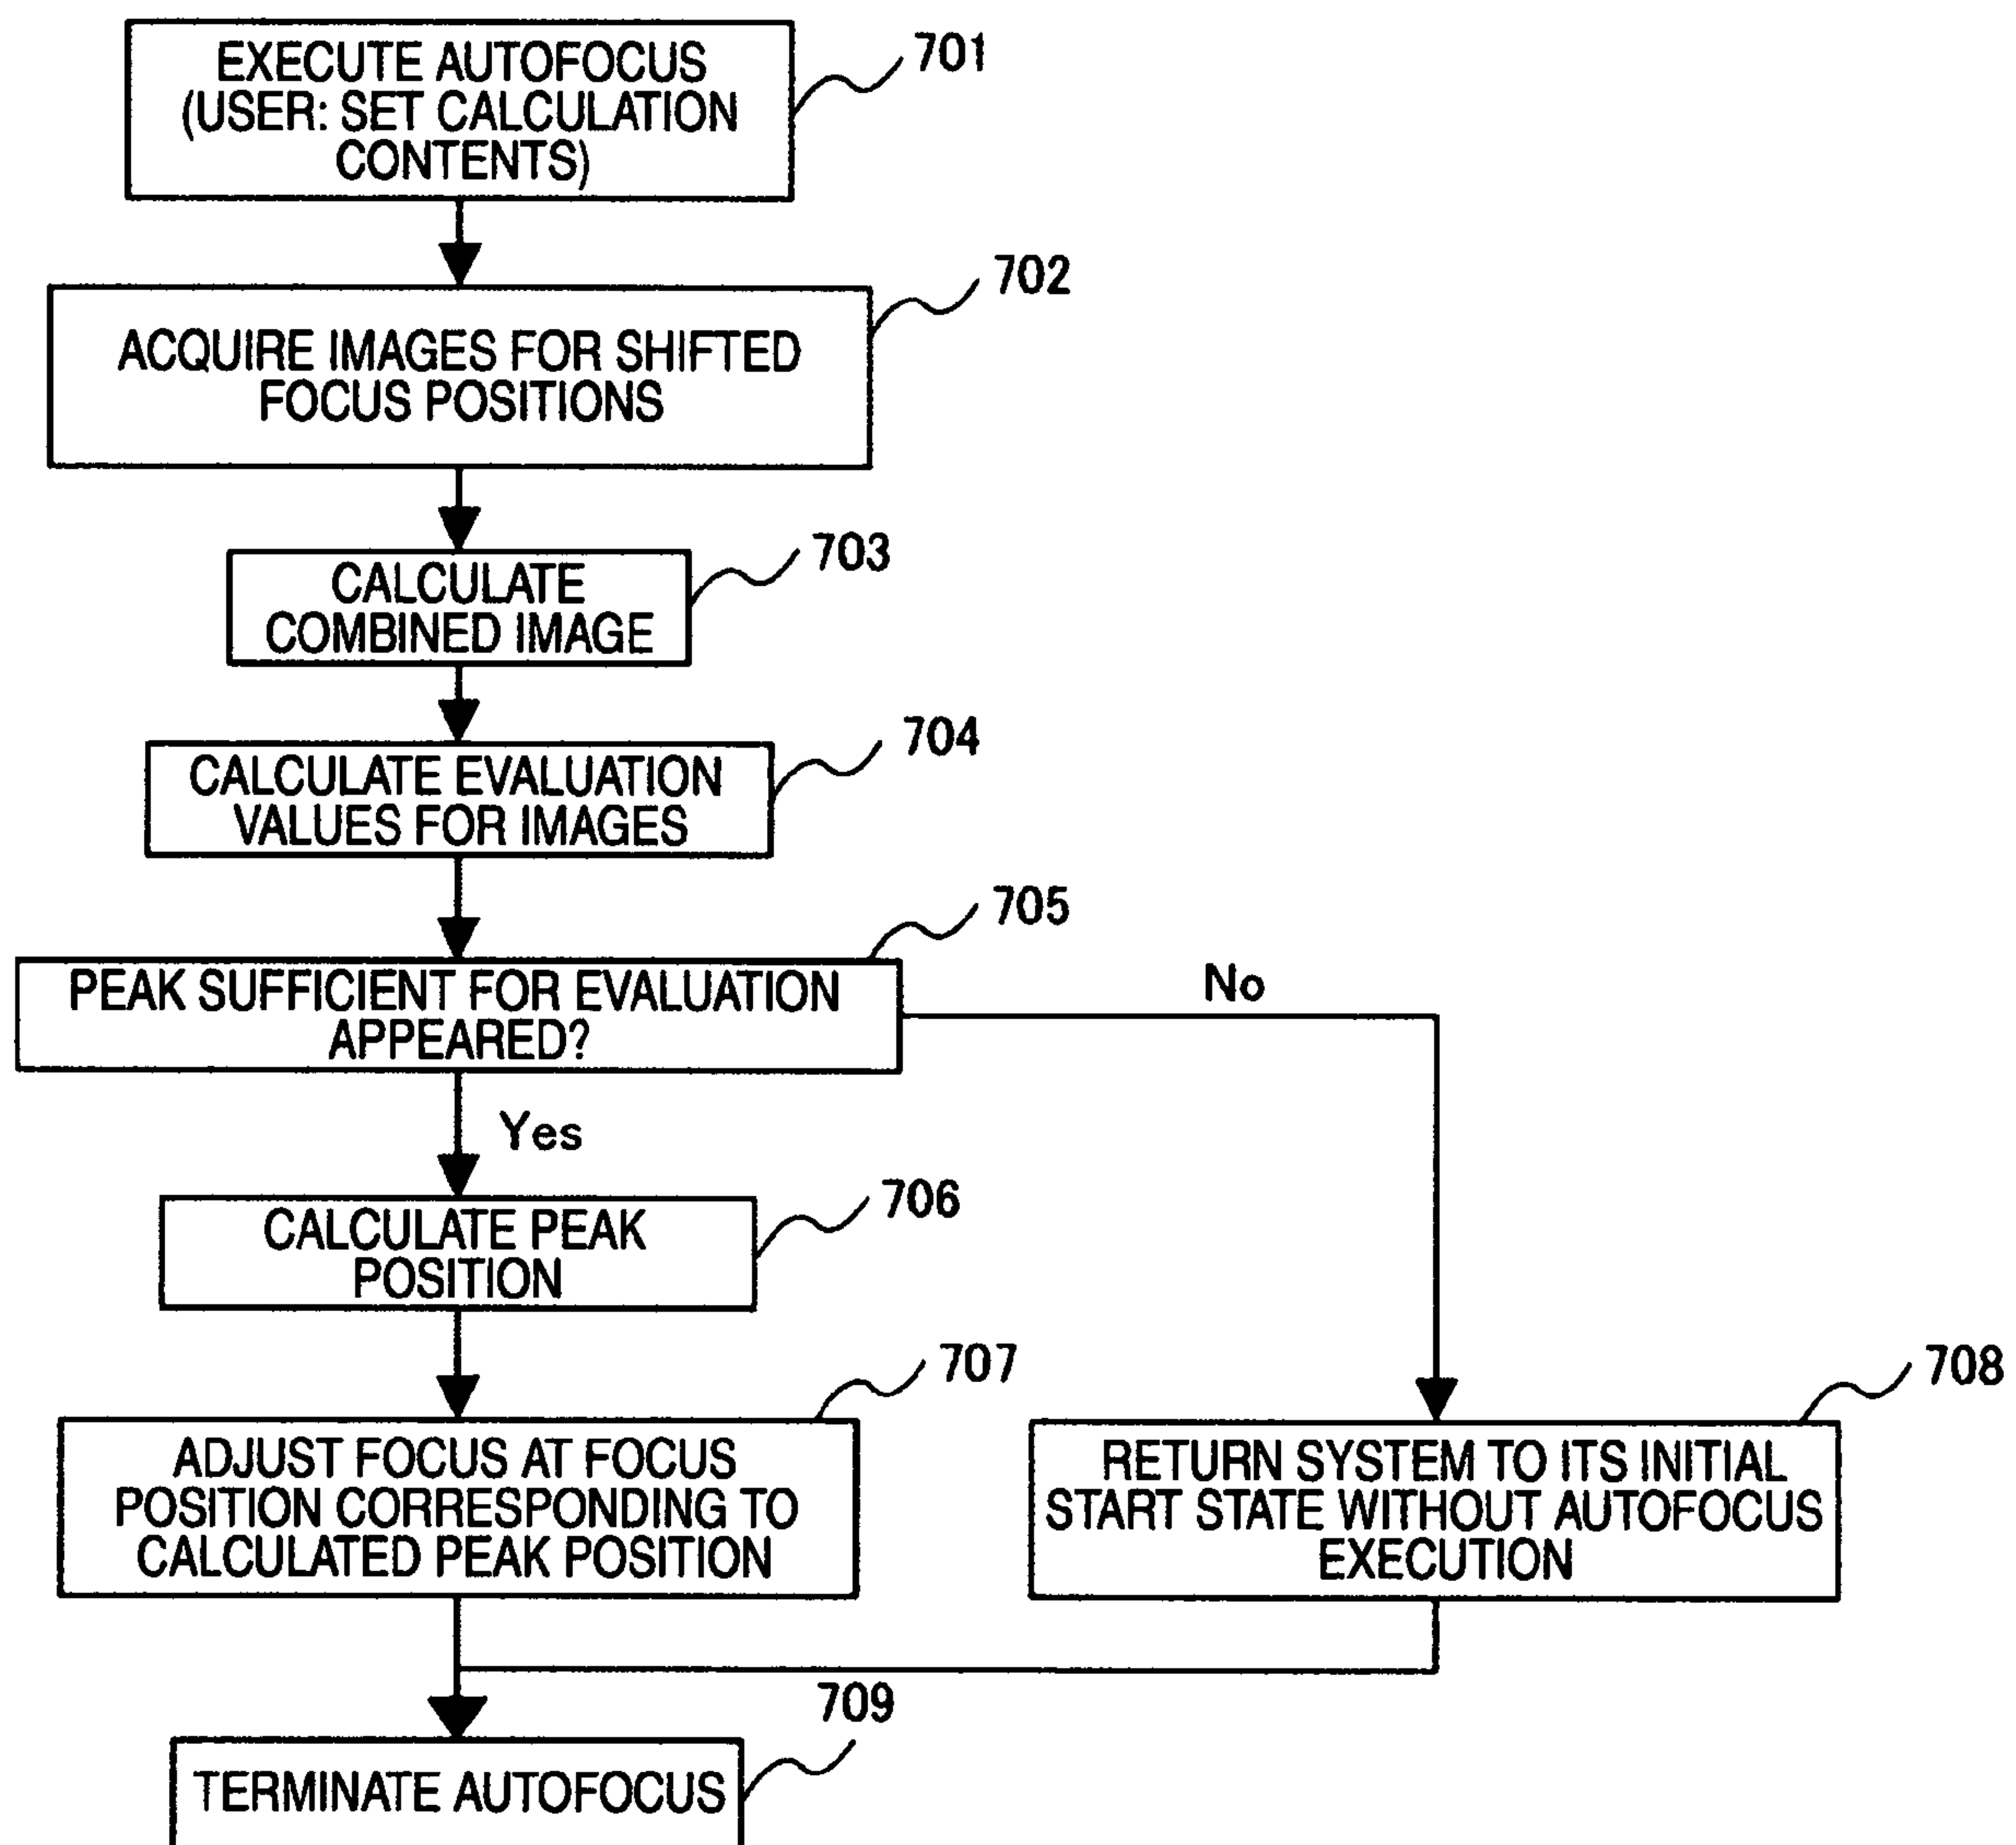 EXECUTE AUTOFOCUS
(USER: SET CALCULATION
CONTENTS)
701
702
ACQUIRE IMAGES FOR SHIFTED
FOCUS POSITIONS
703
CALCULATE
COMBINED IMAGE
704
CALCULATE EVALUATION
VALUES FOR IMAGES
705
PEAK SUFFICIENT FOR EVALUATION
APPEARED?
No
Yes
706
CALCULATE PEAK
POSITION
707
ADJUST FOCUS AT FOCUS
POSITION CORRESPONDING TO
CALCULATED PEAK POSITION
708
RETURN SYSTEM TO ITS INITIAL
START STATE WITHOUT AUTOFOCUS
EXECUTION
709
TERMINATE AUTOFOCUS